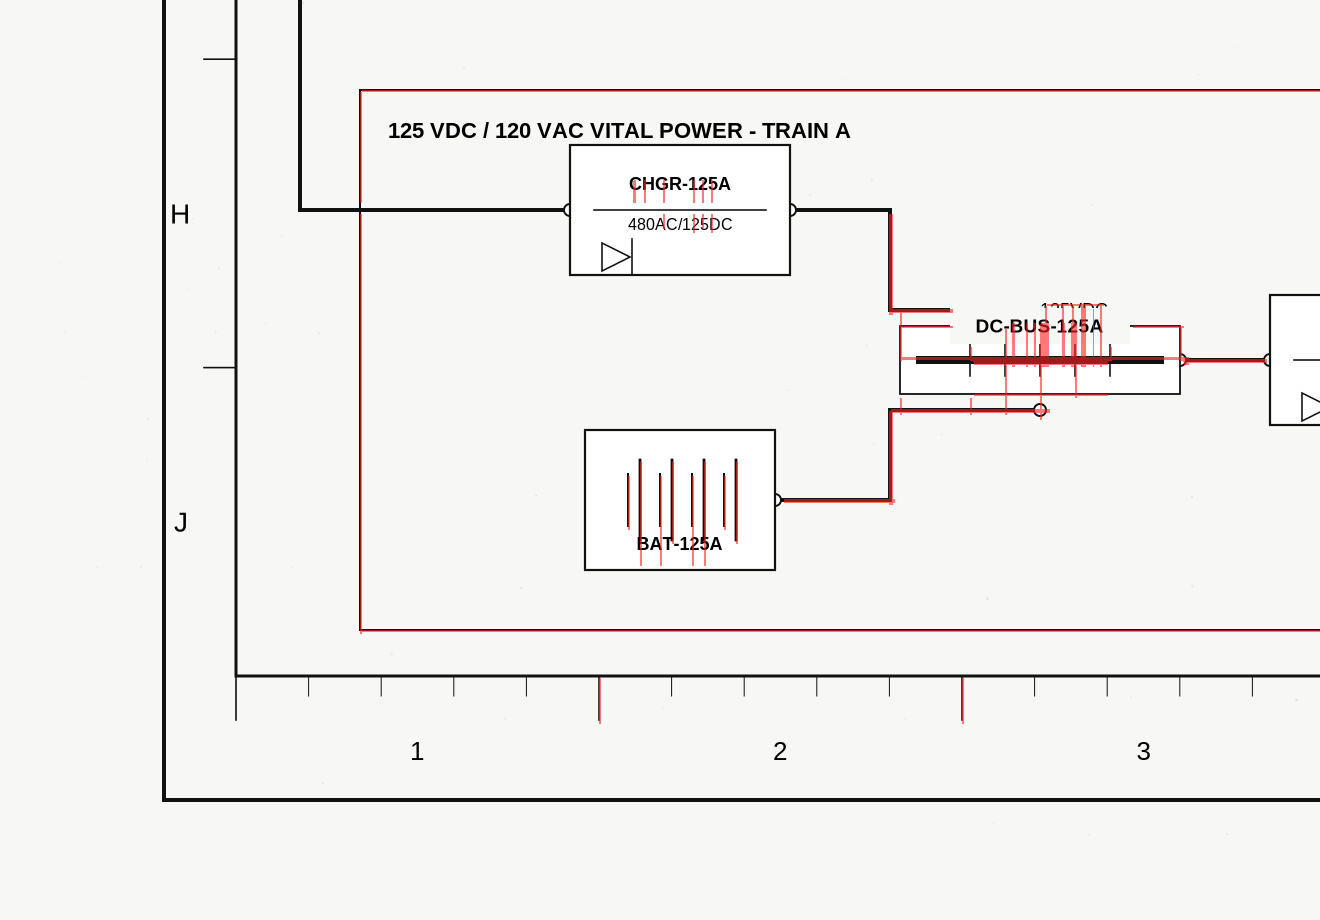 125 VDC / 120 VAC VITAL POWER - TRAIN A
CHGR-125A
480AC/125DC
H
DC-BUS-125A
J
BAT-125A
1
2
3